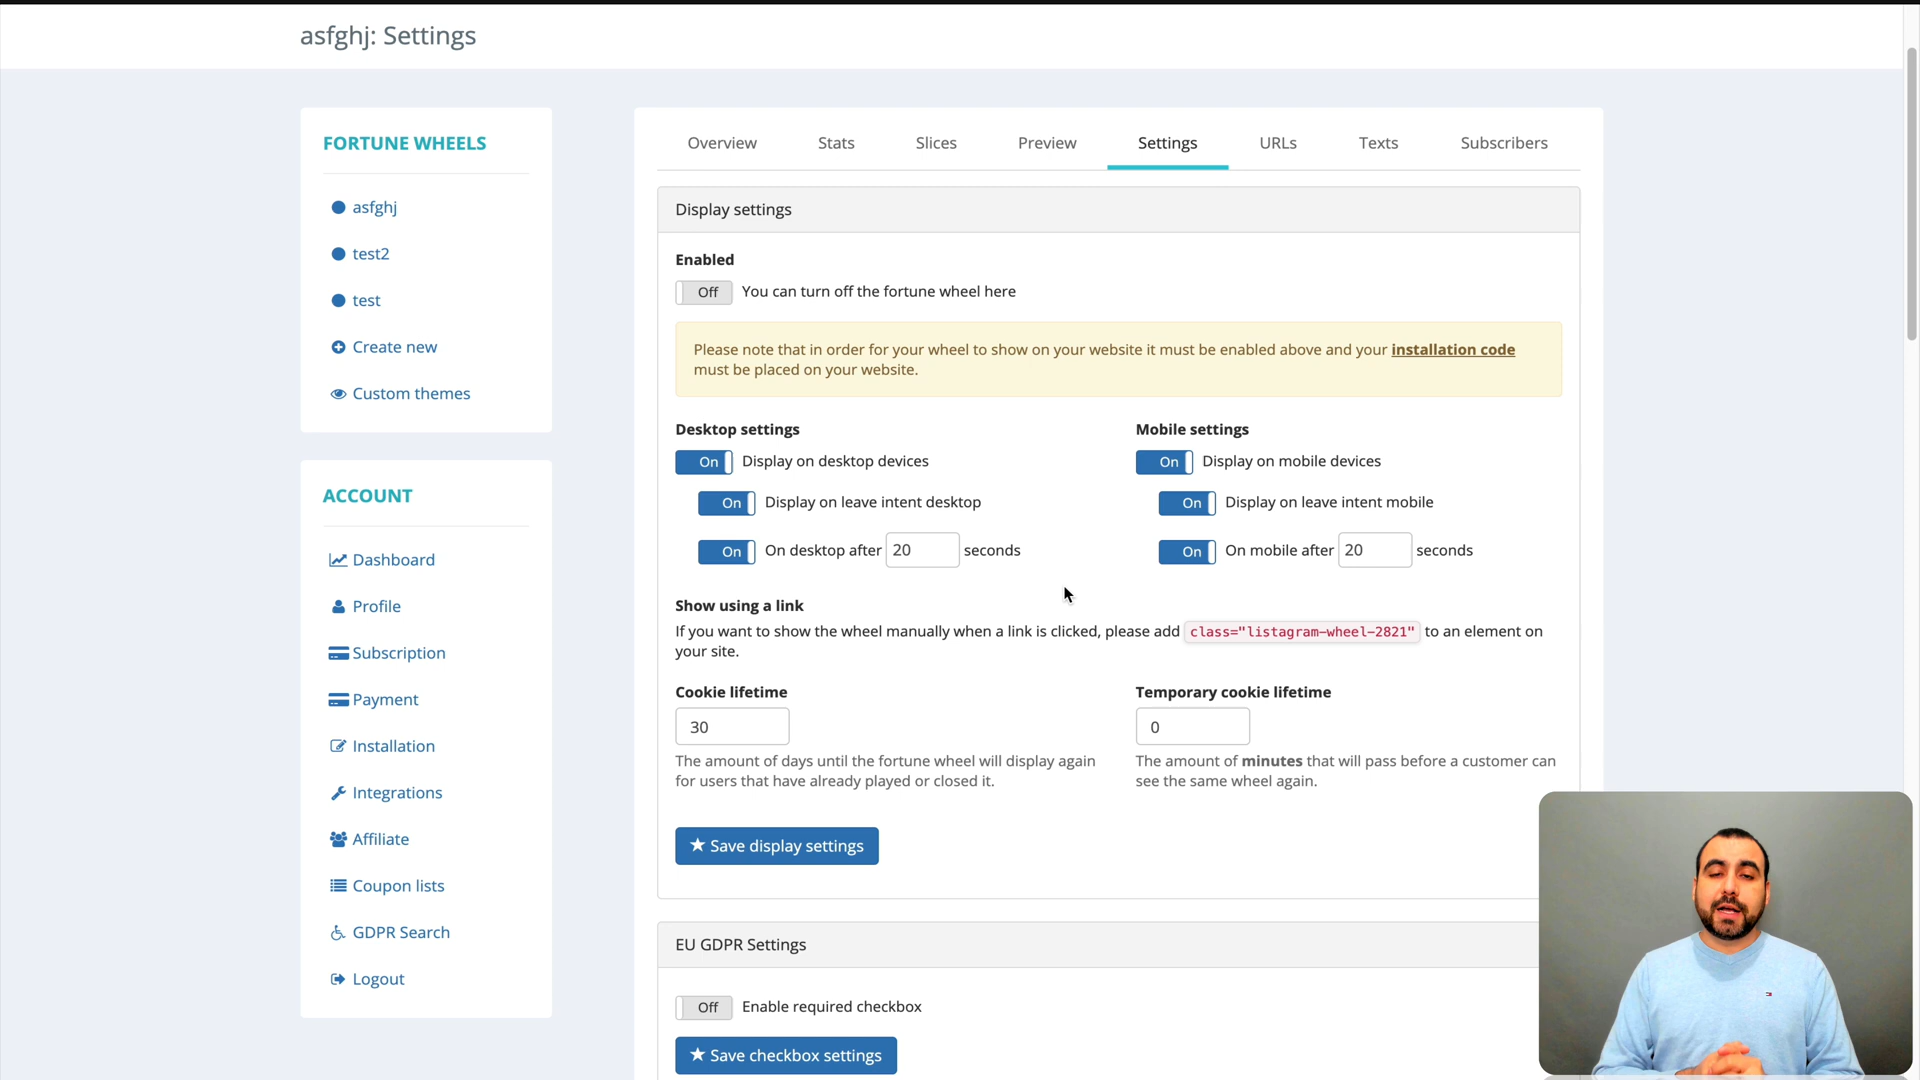 asfghj: Settings
FORTUNE WHEELS
asfghj
test2
test
Create new
Custom themes
ACCOUNT
Dashboard
Profile
Subscription
Payment
Installation
Integrations
Affiliate
Coupon lists
GDPR Search
Logout
Overview Stats Slices Preview Settings URLs Texts Subscribers
Display settings
Enabled
Off You can turn off the fortune wheel here
Please note that in order for your wheel to show on your website it must be enabled above and your installation code
must be placed on your website.
Desktop settings
On Display on desktop devices
On Display on leave intent desktop
On On desktop after 20 seconds
Mobile settings
On Display on mobile devices
On Display on leave intent mobile
On On mobile after 20 seconds
Show using a link
If you want to show the wheel manually when a link is clicked, please add class="listagram-wheel-2821" to an element on
your site.
Cookie lifetime
30
The amount of days until the fortune wheel will display again
for users that have already played or closed it.
Temporary cookie lifetime
0
The amount of minutes that will pass before a customer can
see the same wheel again.
Save display settings
EU GDPR Settings
Off Enable required checkbox
Save checkbox settings